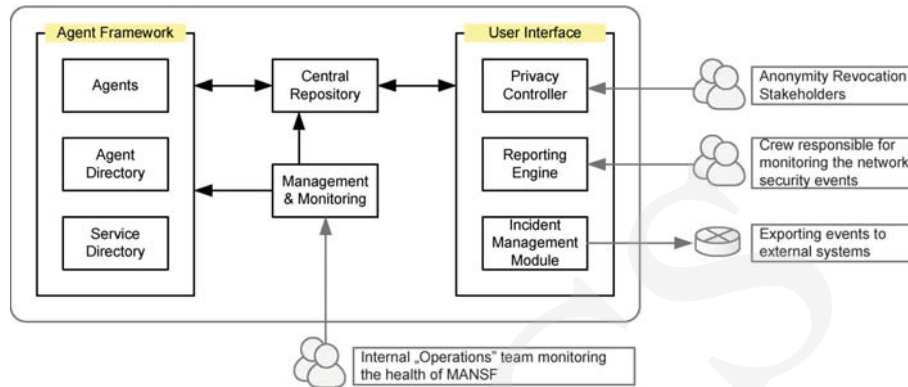 Agent Framework
User Interface
Agents
Central
Repository
Privacy
Controller
Anonymity Revocation
Stakeholders
Agent
Directory
Management
& Monitoring
Reporting
Engine
Crew responsible for
monitoring the network
security events
Service
Directory
Incident
Management
Module
Exporting events to
external systems
Internal „Operations” team monitoring
the health of MANSF